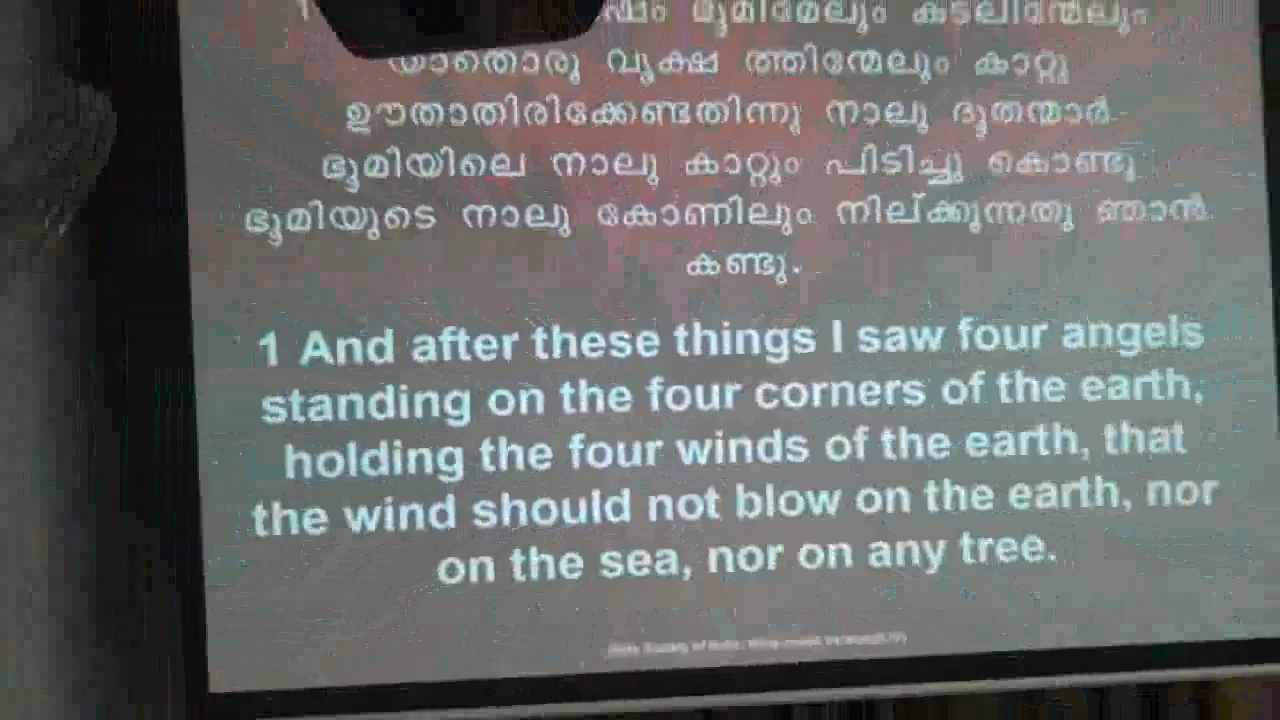 ഭൂമിമേലും കടലിന്മേലും
യാതൊരു വൃക്ഷ ത്തിന്മേലും കാറ്റു
ഊതാതിരിക്കേണ്ടതിന്നു നാലു ദൂതന്മാർ
ഭൂമിയിലെ നാലു കാറ്റും പിടിച്ചു കൊണ്ടു
ഭൂമിയുടെ നാലു കോണിലും നില്ക്കുന്നതു ഞാൻ
കണ്ടു.
1 And after these things I saw four angels
standing on the four corners of the earth,
holding the four winds of the earth, that
the wind should not blow on the earth, nor
on the sea, nor on any tree.